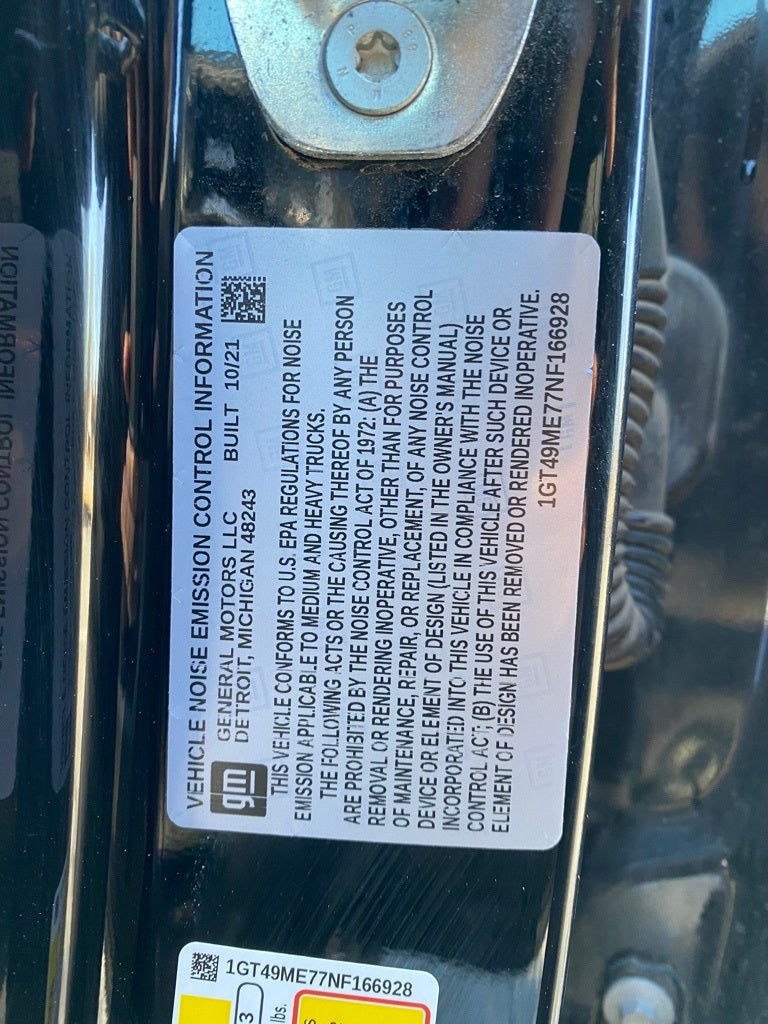 VEHICLE NOISE EMISSION CONTROL INFORMATION
gm
GENERAL MOTORS LLC
DETROIT, MICHIGAN 48243
BUILT 10/21
THIS VEHICLE CONFORMS TO U.S. EPA REGULATIONS FOR NOISE
EMISSION APPLICABLE TO MEDIUM AND HEAVY TRUCKS.
THE FOLLOWING ACTS OR THE CAUSING THEREOF BY ANY PERSON
ARE PROHIBITED BY THE NOISE CONTROL ACT OF 1972: (A) THE
REMOVAL OR RENDERING INOPERATIVE, OTHER THAN FOR PURPOSES
OF MAINTENANCE, REPAIR, OR REPLACEMENT, OF ANY NOISE CONTROL
DEVICE OR ELEMENT OF DESIGN (LISTED IN THE OWNER'S MANUAL)
INCORPORATED INTO THIS VEHICLE IN COMPLIANCE WITH THE NOISE
CONTROL ACT; (B) THE USE OF THIS VEHICLE AFTER SUCH DEVICE OR
ELEMENT OF DESIGN HAS BEEN REMOVED OR RENDERED INOPERATIVE.
1GT49ME77NF166928
1GT49ME77NF166928
3
lbs.